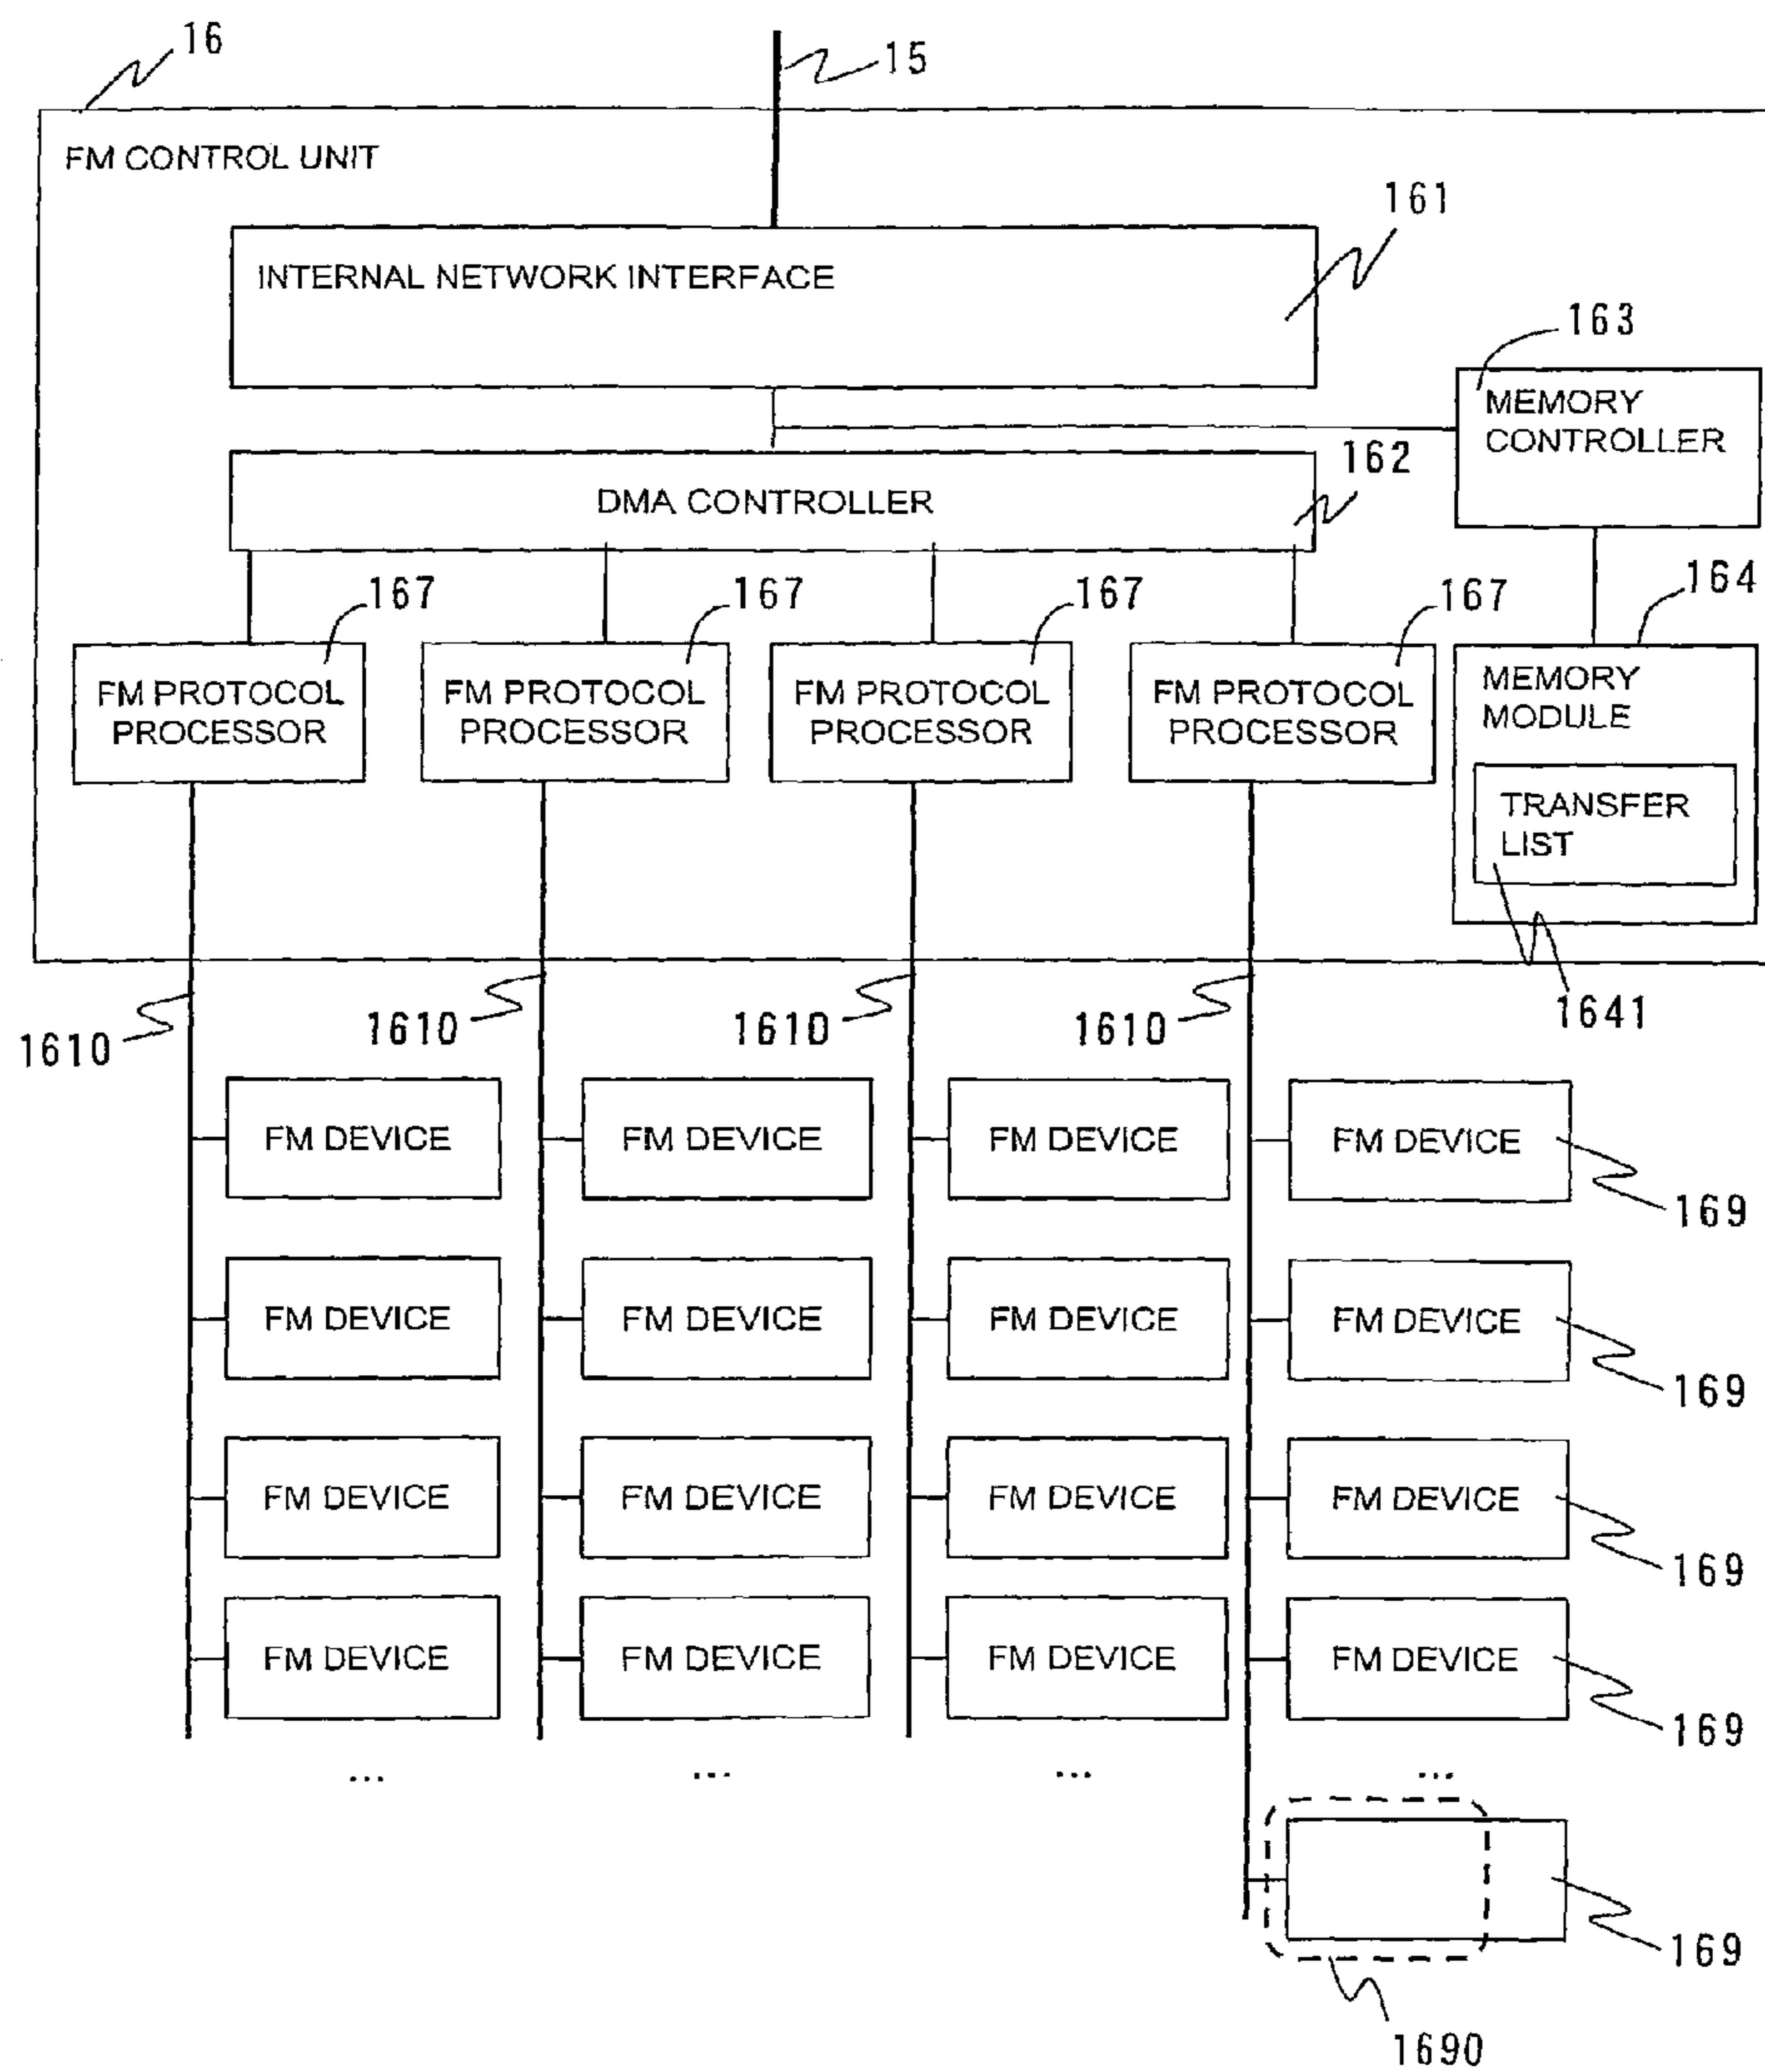 16
15
FM CONTROL UNIT
161
INTERNAL NETWORK INTERFACE
163
MEMORY
CONTROLLER
162
DMA CONTROLLER
167
167
167
167
164
FM PROTOCOL
PROCESSOR
FM PROTOCOL
PROCESSOR
FM PROTOCOL
PROCESSOR
FM PROTOCOL
PROCESSOR
MEMORY
MODULE
TRANSFER
LIST
1641
1610
1610
1610
1610
FM DEVICE
FM DEVICE
FM DEVICE
FM DEVICE
169
FM DEVICE
FM DEVICE
FM DEVICE
FM DEVICE
169
FM DEVICE
FM DEVICE
FM DEVICE
FM DEVICE
169
FM DEVICE
FM DEVICE
FM DEVICE
FM DEVICE
169
...
...
...
...
169
1690